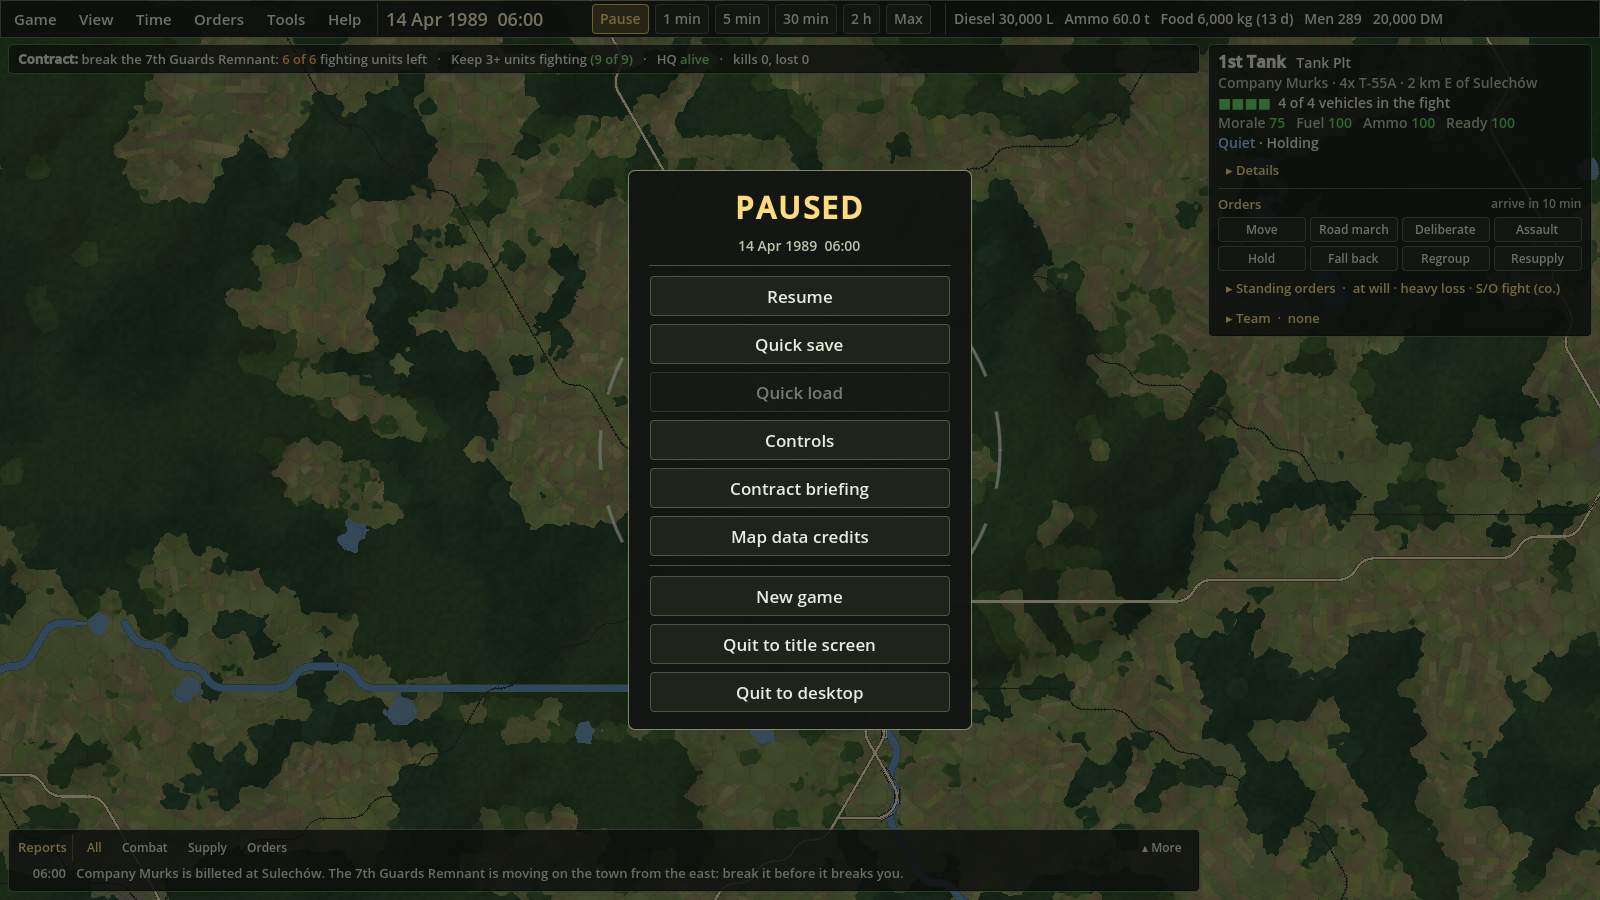 Game View Time Orders Tools Help 14 Apr 1989 06:00 Pause 1 min 5 min 30 min 2 h Max Diesel 30,000 L Ammo 60.0 t Food 6,000 kg (13 d) Men 289 20,000 DM
Contract: break the 7th Guards Remnant: 6 of 6 fighting units left · Keep 3+ units fighting (9 of 9) · HQ alive · kills 0, lost 0
1st Tank Tank Plt
Company Murks · 4x T-55A · 2 km E of Sulechów
4 of 4 vehicles in the fight
Morale 75 Fuel 100 Ammo 100 Ready 100
Quiet · Holding
▸ Details
Orders arrive in 10 min
Move Road march Deliberate Assault
Hold Fall back Regroup Resupply
▸ Standing orders · at will · heavy loss · S/O fight (co.)
▸ Team · none
PAUSED
14 Apr 1989 06:00
Resume
Quick save
Quick load
Controls
Contract briefing
Map data credits
New game
Quit to title screen
Quit to desktop
Reports All Combat Supply Orders ▴ More
06:00 Company Murks is billeted at Sulechów. The 7th Guards Remnant is moving on the town from the east: break it before it breaks you.